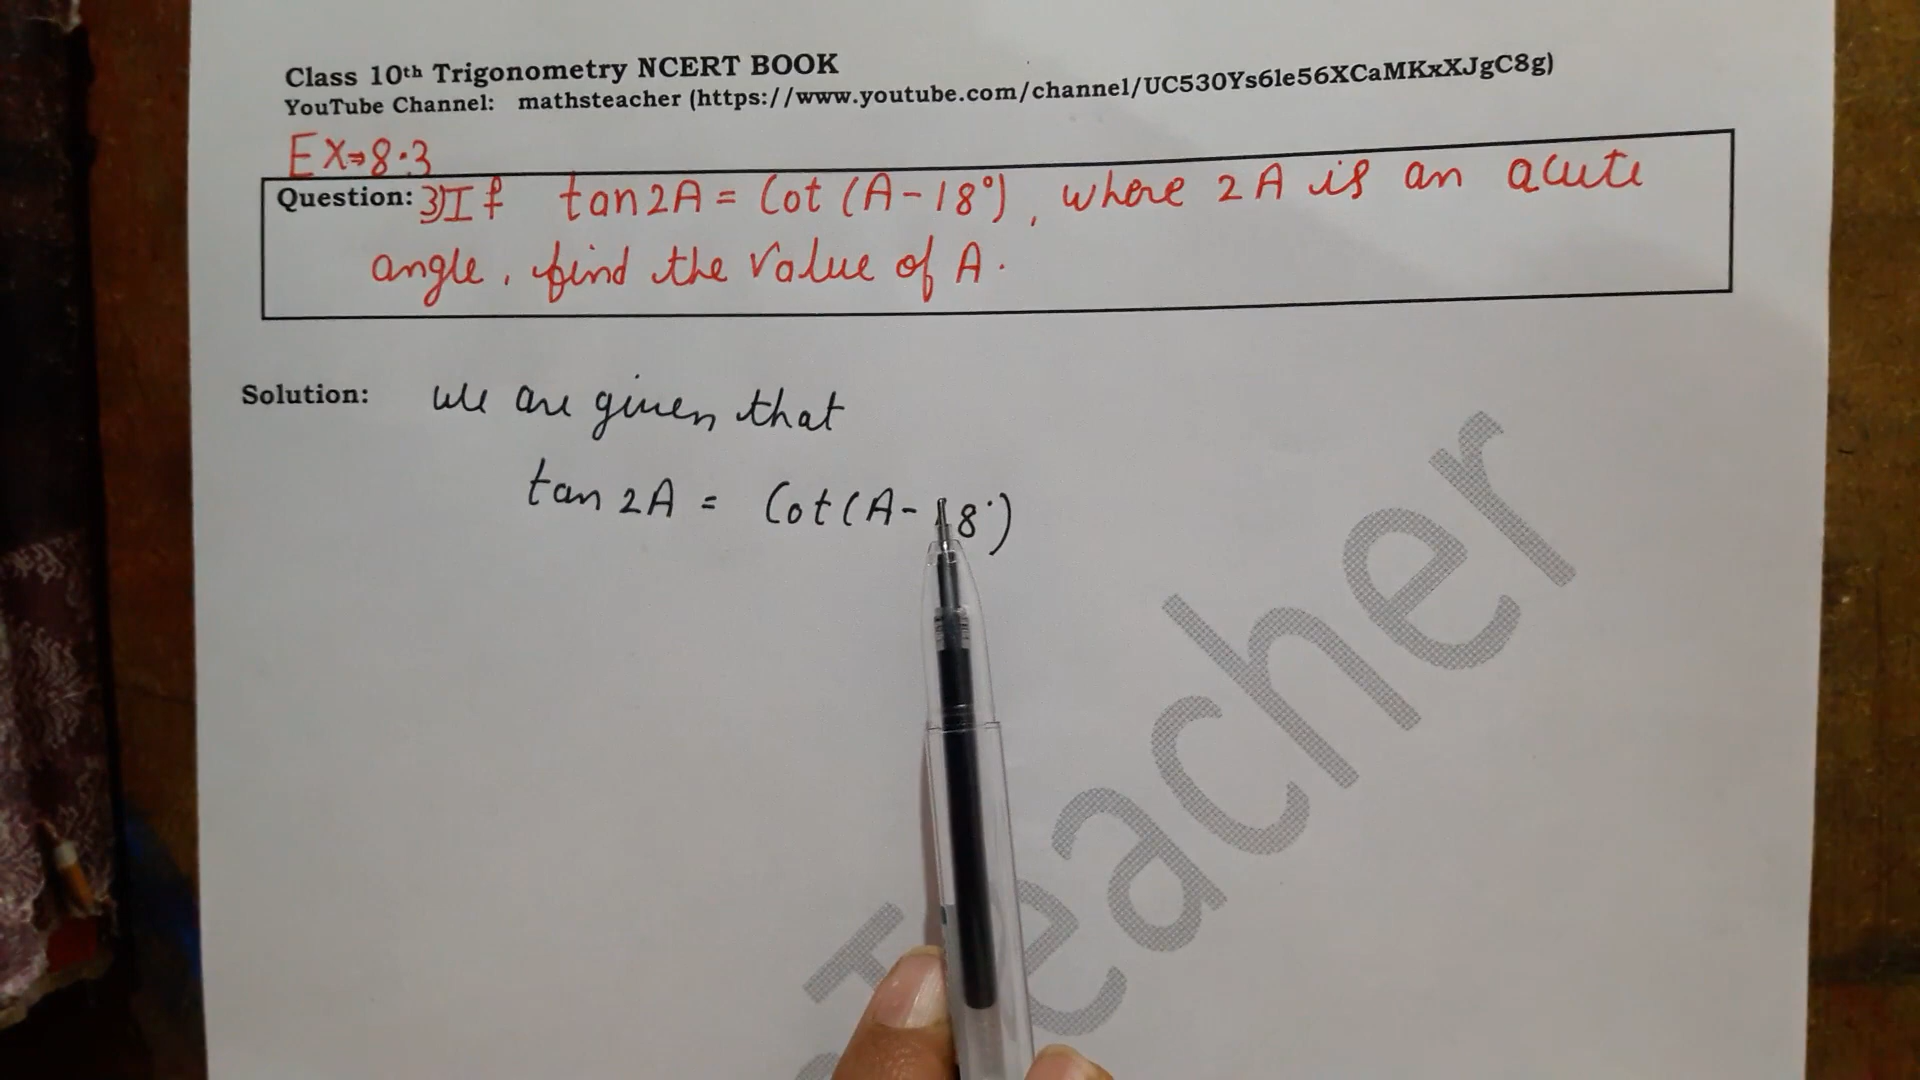 Class 10th Trigonometry NCERT BOOK
YouTube Channel: mathsteacher (https://www.youtube.com/channel/UC530Ys6le56XCaMKxXJgC8g)
EX⇒8.3
Question: 3) If tan2A = Cot (A-18°), where 2A is an acute
angle, find the value of A.
Solution: We are given that
tan 2A = Cot(A-18°)
Teacher